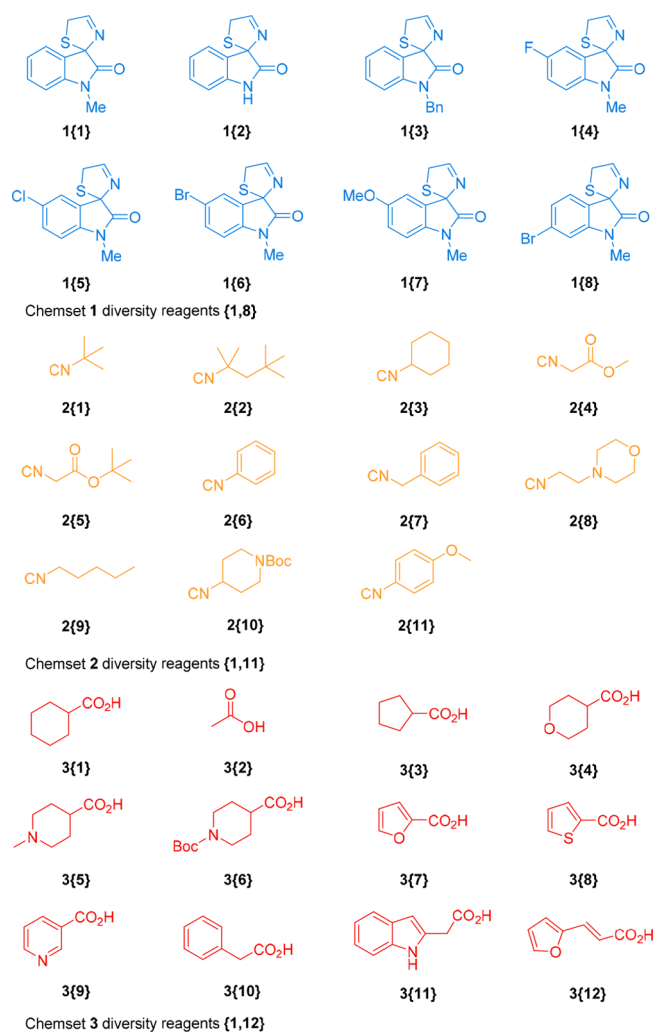 S N
O
N
Me
1{1}
S N
O
N
H
1{2}
S N
O
N
Bn
1{3}
S N
F
O
N
Me
1{4}
S N
Cl
O
N
Me
1{5}
S N
Br
O
N
Me
1{6}
S N
MeO
O
N
Me
1{7}
S N
O
Br N
Me
1{8}
Chemset 1 diversity reagents {1,8}
CN
2{1}
CN
2{2}
CN
2{3}
O
CN
O
2{4}
O
CN
O
2{5}
CN
2{6}
CN
2{7}
O
N
CN
2{8}
CN
2{9}
NBoc
CN
2{10}
O
CN
2{11}
Chemset 2 diversity reagents {1,11}
CO₂H
3{1}
O
OH
3{2}
CO₂H
3{3}
CO₂H
O
3{4}
CO₂H
N
3{5}
CO₂H
N
Boc
3{6}
CO₂H
O
3{7}
CO₂H
S
3{8}
CO₂H
N
3{9}
CO₂H
3{10}
CO₂H
N
H
3{11}
O
CO₂H
3{12}
Chemset 3 diversity reagents {1,12}